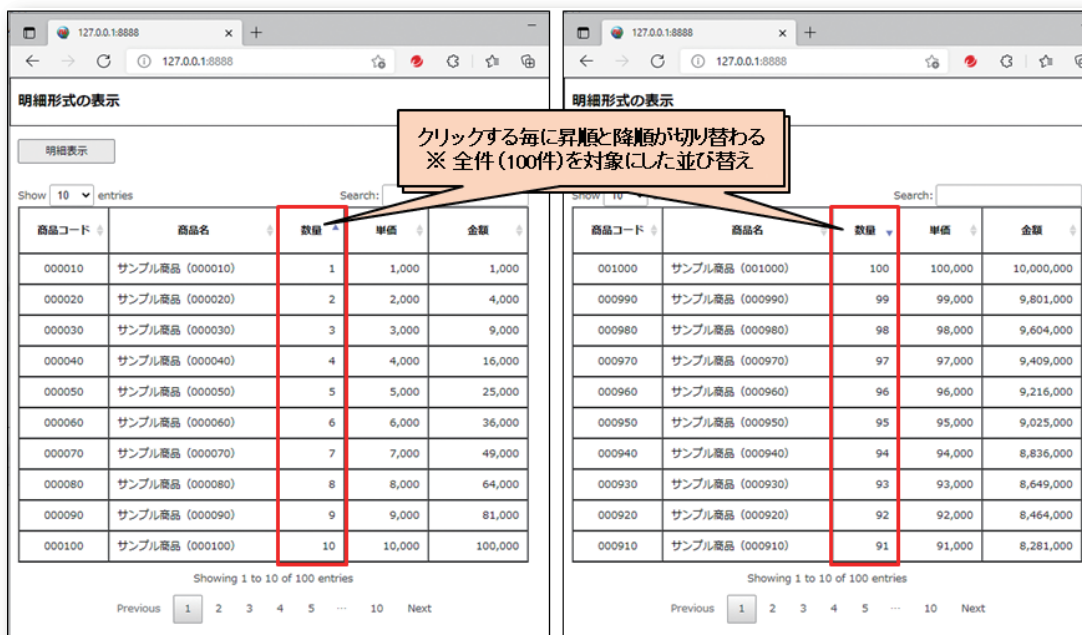 127.0.0.1:8888
127.0.0.1:8888
明細形式の表示
明細表示
Show 10 entries
Search:
商品コード 商品名 数量 単価 金額
000010 サンプル商品（000010） 1 1,000 1,000
000020 サンプル商品（000020） 2 2,000 4,000
000030 サンプル商品（000030） 3 3,000 9,000
000040 サンプル商品（000040） 4 4,000 16,000
000050 サンプル商品（000050） 5 5,000 25,000
000060 サンプル商品（000060） 6 6,000 36,000
000070 サンプル商品（000070） 7 7,000 49,000
000080 サンプル商品（000080） 8 8,000 64,000
000090 サンプル商品（000090） 9 9,000 81,000
000100 サンプル商品（000100） 10 10,000 100,000
Showing 1 to 10 of 100 entries
Previous 1 2 3 4 5 … 10 Next
クリックする毎に昇順と降順が切り替わる
※ 全件（100件）を対象にした並び替え
127.0.0.1:8888
127.0.0.1:8888
明細形式の表示
Show 10
Search:
商品コード 商品名 数量 単価 金額
001000 サンプル商品（001000） 100 100,000 10,000,000
000990 サンプル商品（000990） 99 99,000 9,801,000
000980 サンプル商品（000980） 98 98,000 9,604,000
000970 サンプル商品（000970） 97 97,000 9,409,000
000960 サンプル商品（000960） 96 96,000 9,216,000
000950 サンプル商品（000950） 95 95,000 9,025,000
000940 サンプル商品（000940） 94 94,000 8,836,000
000930 サンプル商品（000930） 93 93,000 8,649,000
000920 サンプル商品（000920） 92 92,000 8,464,000
000910 サンプル商品（000910） 91 91,000 8,281,000
Showing 1 to 10 of 100 entries
Previous 1 2 3 4 5 … 10 Next